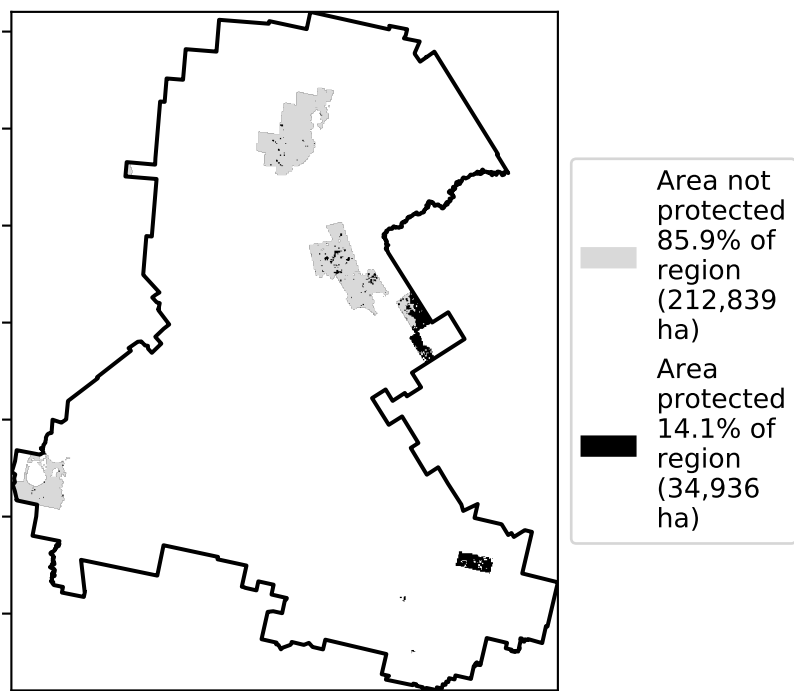 Area not
protected
85.9% of
region
(212,839
ha)
Area
protected
14.1% of
region
(34,936
ha)